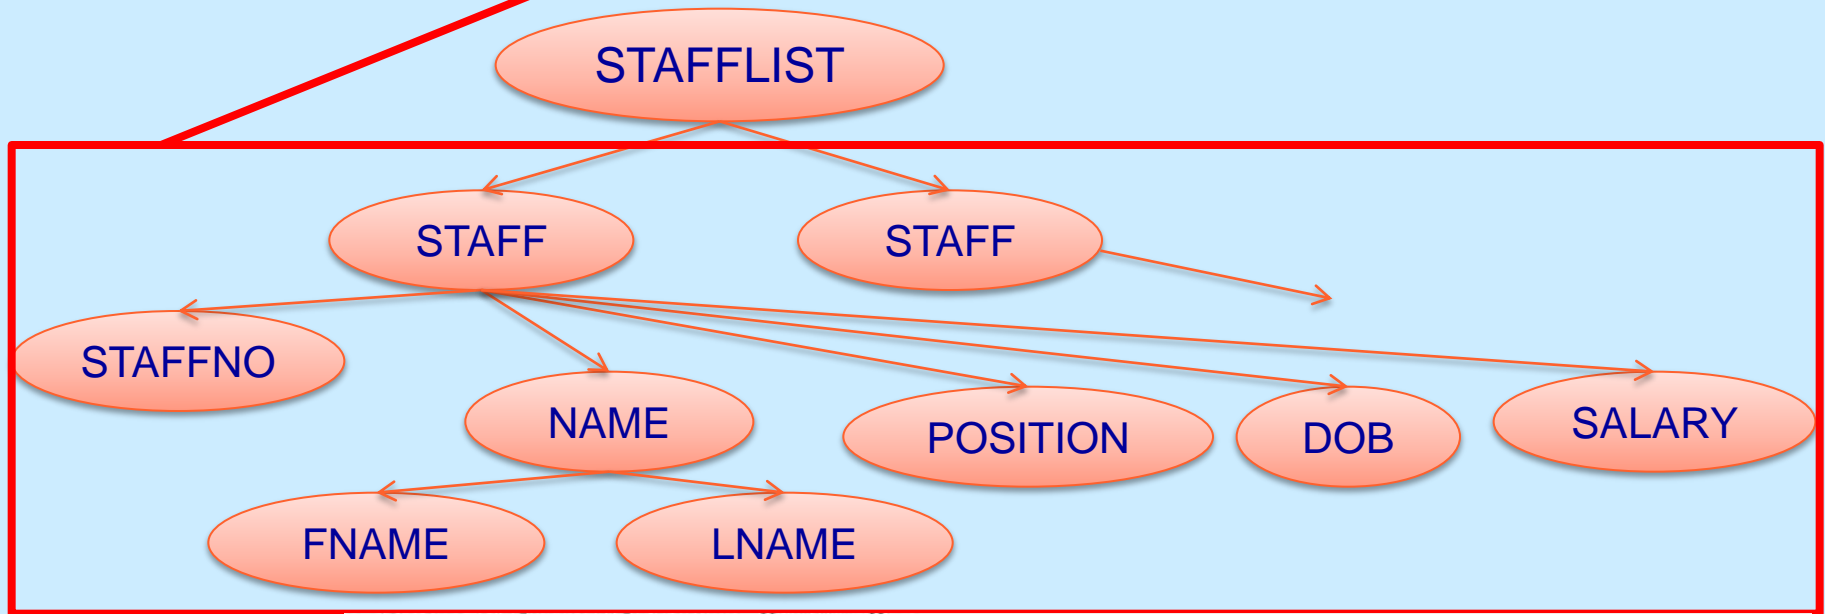 STAFFLIST
STAFF
STAFF
STAFFNO
NAME
POSITION
DOB
SALARY
FNAME
LNAME